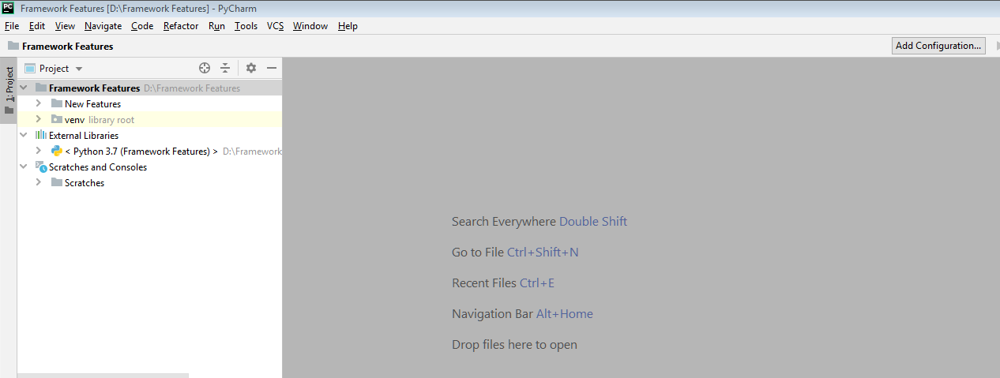 PC
Framework Features [D:\Framework Features] - PyCharm
File Edit View Navigate Code Refactor Run Tools VCS Window Help
Framework Features
Add Configuration...
1: Project
Project
Framework Features D:\Framework Features
New Features
venv library root
External Libraries
< Python 3.7 (Framework Features) > D:\Framework
Scratches and Consoles
Scratches
Search Everywhere Double Shift
Go to File Ctrl+Shift+N
Recent Files Ctrl+E
Navigation Bar Alt+Home
Drop files here to open